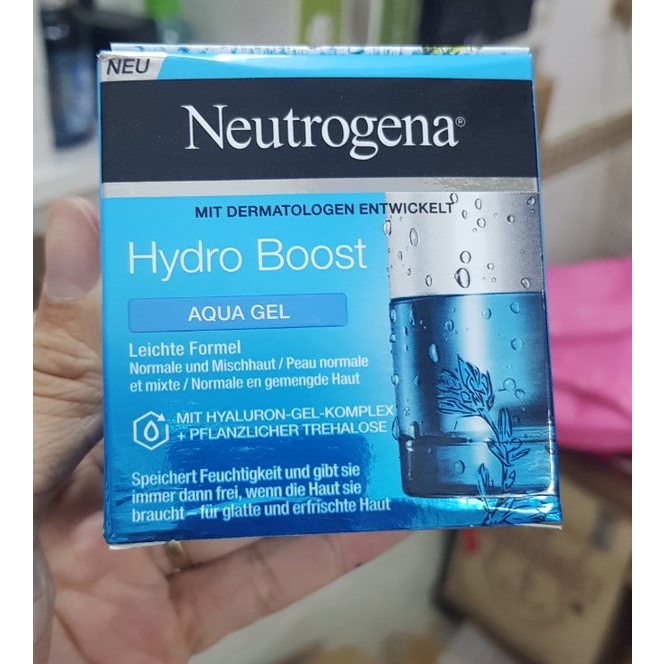 NEU
Neutrogena®
MIT DERMATOLOGEN ENTWICKELT
Hydro Boost
AQUA GEL
Leichte Formel
Normale und Mischhaut / Peau normale
et mixte / Normale en gemengde Haut
MIT HYALURON-GEL-KOMPLEX
+ PFLANZLICHER TREHALOSE
Speichert Feuchtigkeit und gibt sie
immer dann frei, wenn die Haut sie
braucht – für glatte und erfrischte Haut